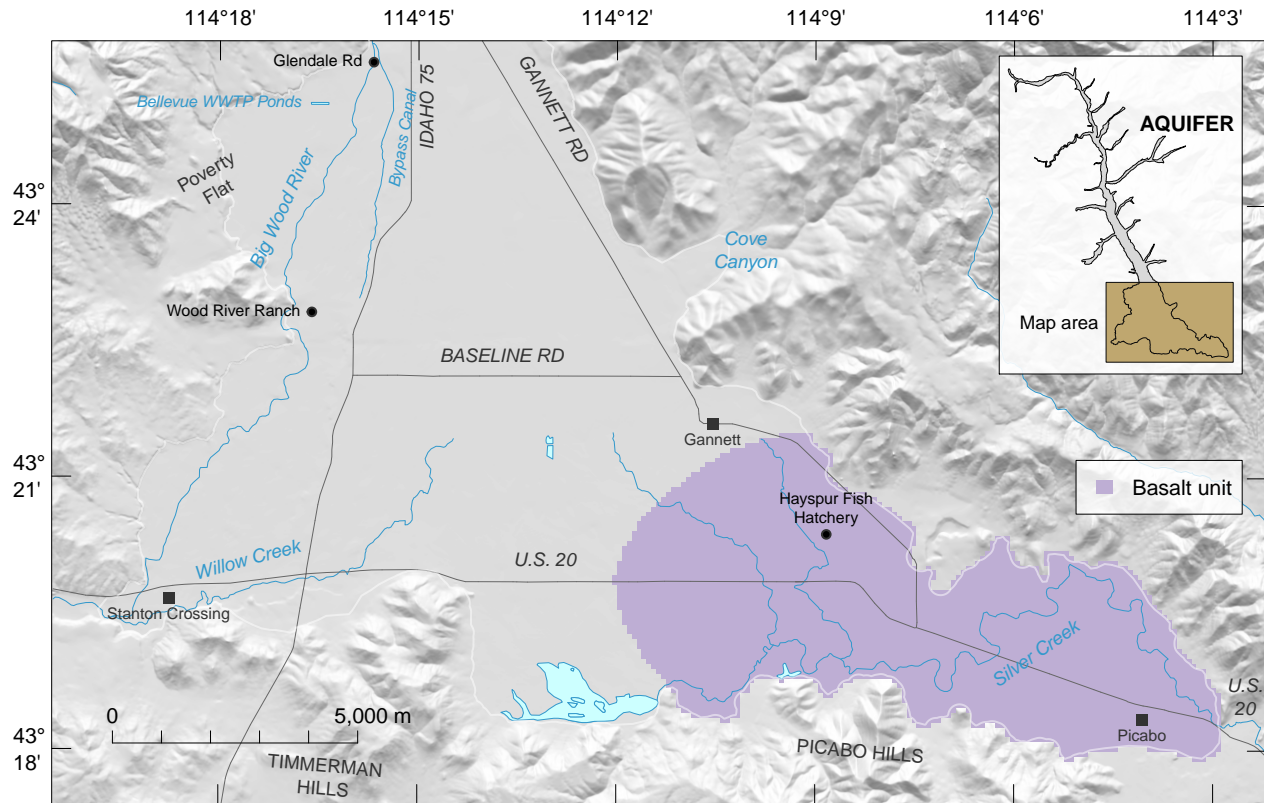 114°18'
114°15'
114°12'
114°9'
114°6'
114°3'
Glendale Rd
Bellevue WWTP Ponds
Bypass Canal
IDAHO 75
GANNETT RD
AQUIFER
Map area
Poverty
Flat
Big Wood River
43°
24'
Cove
Canyon
Wood River Ranch
BASELINE RD
Gannett
43°
21'
Basalt unit
Hayspur Fish
Hatchery
Willow Creek
U.S. 20
Stanton Crossing
Silver Creek
U.S.
20
0
5,000 m
Picabo
43°
18'
TIMMERMAN
HILLS
PICABO HILLS